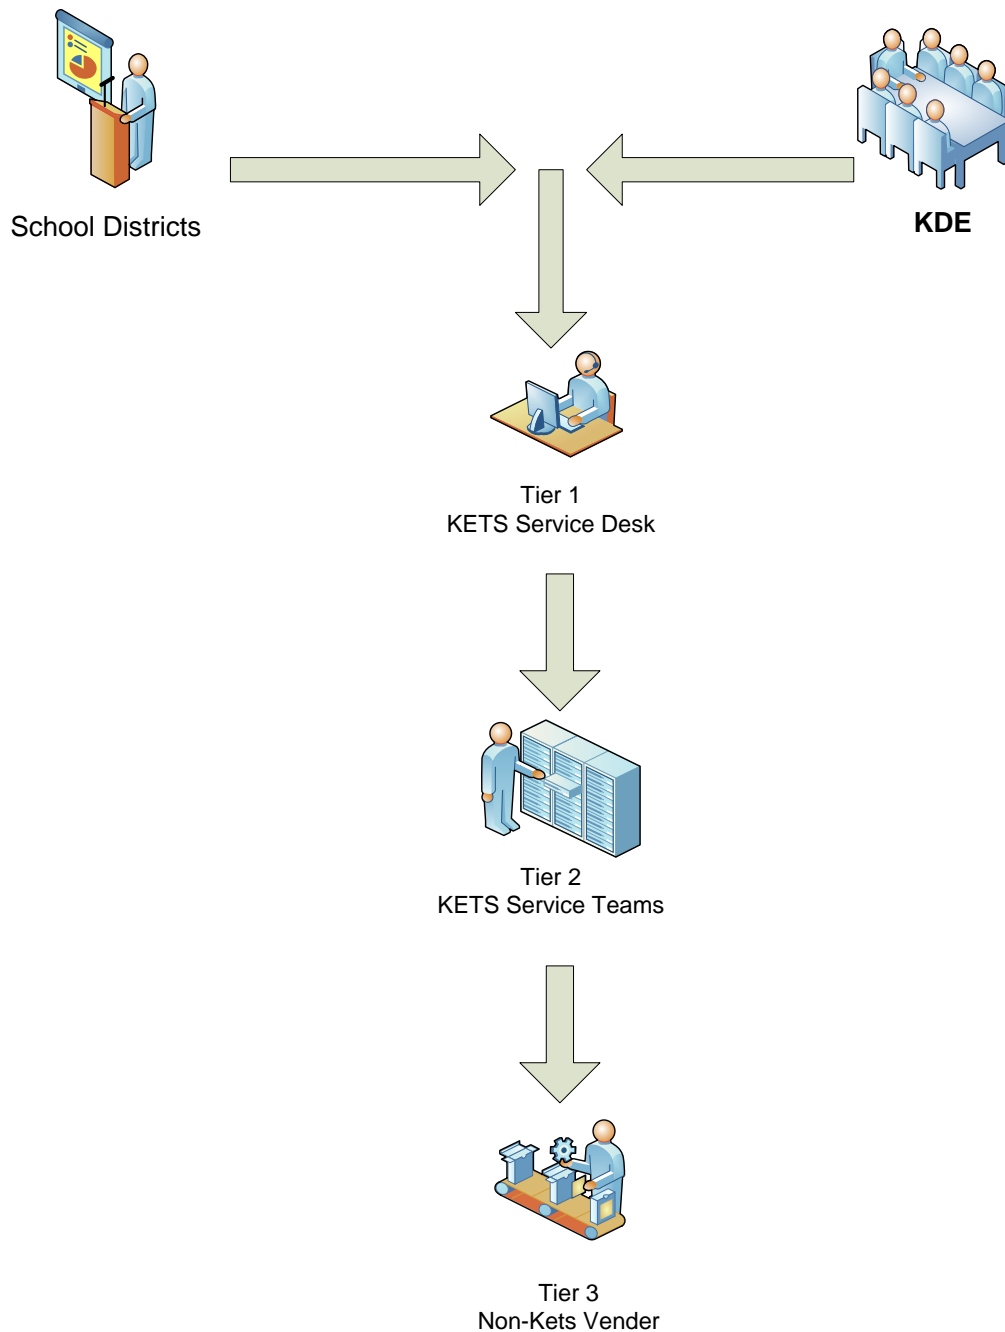 School Districts
KDE
Tier 1
KETS Service Desk
Tier 2
KETS Service Teams
Tier 3
Non-Kets Vender